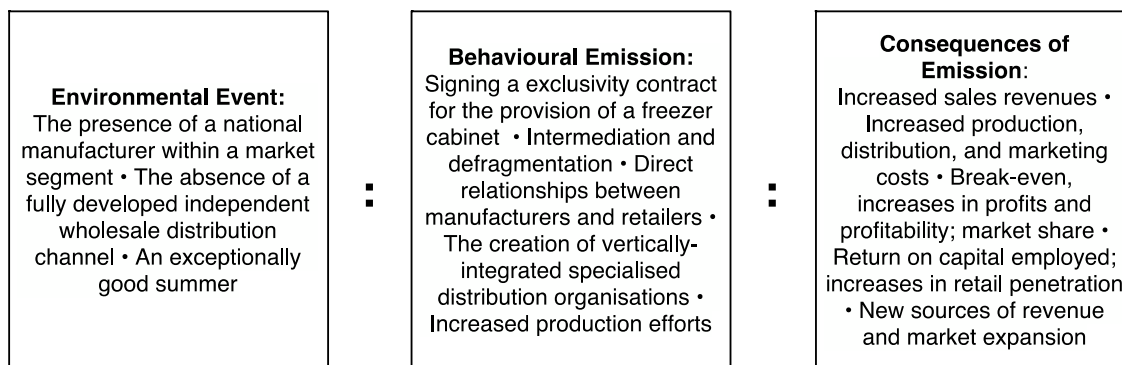 Environmental Event:
The presence of a national
manufacturer within a market
segment • The absence of a
fully developed independent
wholesale distribution
channel • An exceptionally
good summer
:
Behavioural Emission:
Signing a exclusivity contract
for the provision of a freezer
cabinet • Intermediation and
defragmentation • Direct
relationships between
manufacturers and retailers •
The creation of vertically-
integrated specialised
distribution organisations •
Increased production efforts
:
Consequences of
Emission:
Increased sales revenues •
Increased production,
distribution, and marketing
costs • Break-even,
increases in profits and
profitability; market share •
Return on capital employed;
increases in retail penetration
• New sources of revenue
and market expansion